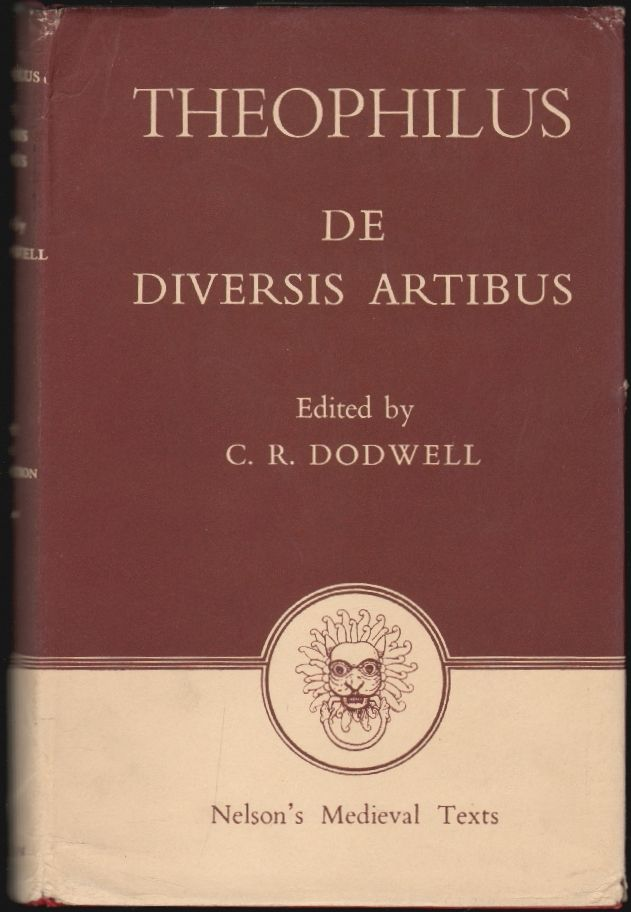 THEOPHILUS
DE
DIVERSIS ARTIBUS
Edited by
C. R. DODWELL
Nelson's Medieval Texts